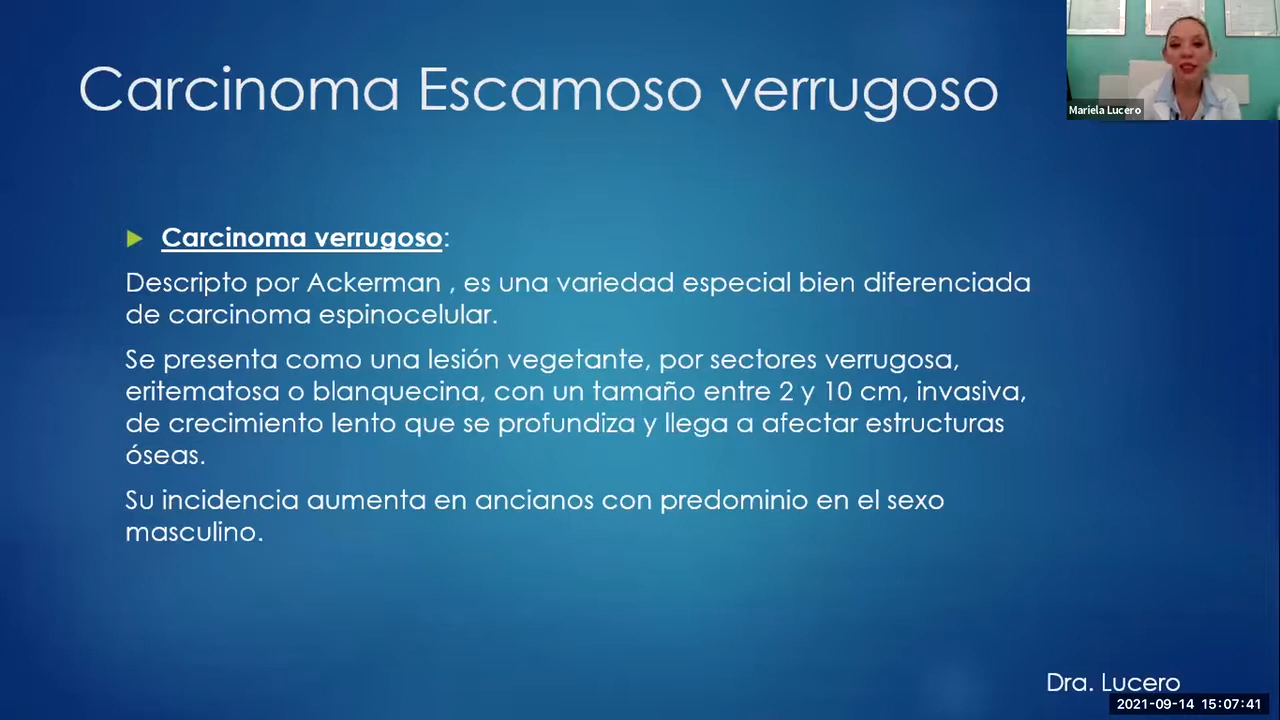 Carcinoma Escamoso verrugoso
Mariela Lucero
Carcinoma verrugoso:
Descripto por Ackerman , es una variedad especial bien diferenciada
de carcinoma espinocelular.
Se presenta como una lesión vegetante, por sectores verrugosa,
eritematosa o blanquecina, con un tamaño entre 2 y 10 cm, invasiva,
de crecimiento lento que se profundiza y llega a afectar estructuras
óseas.
Su incidencia aumenta en ancianos con predominio en el sexo
masculino.
Dra. Lucero
2021-09-14 15:07:41